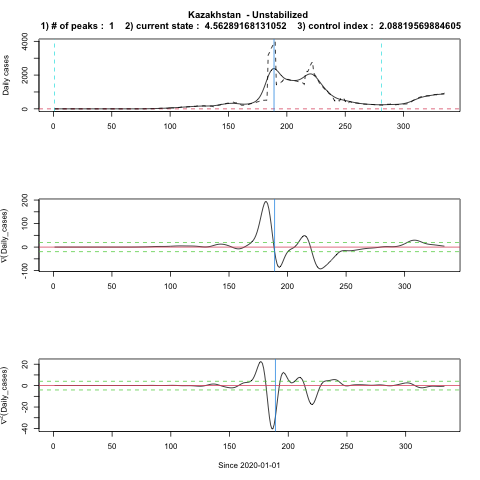 Kazakhstan - Unstabilized
1) # of peaks : 1 2) current state : 4.56289168131052 3) control index : 2.08819569884605
Daily cases
4000
2000
0
0 50 100 150 200 250 300
∇(Daily_cases)
200
100
0
-100
0 50 100 150 200 250 300
∇²(Daily_cases)
20
0
-20
-40
0 50 100 150 200 250 300
Since 2020-01-01